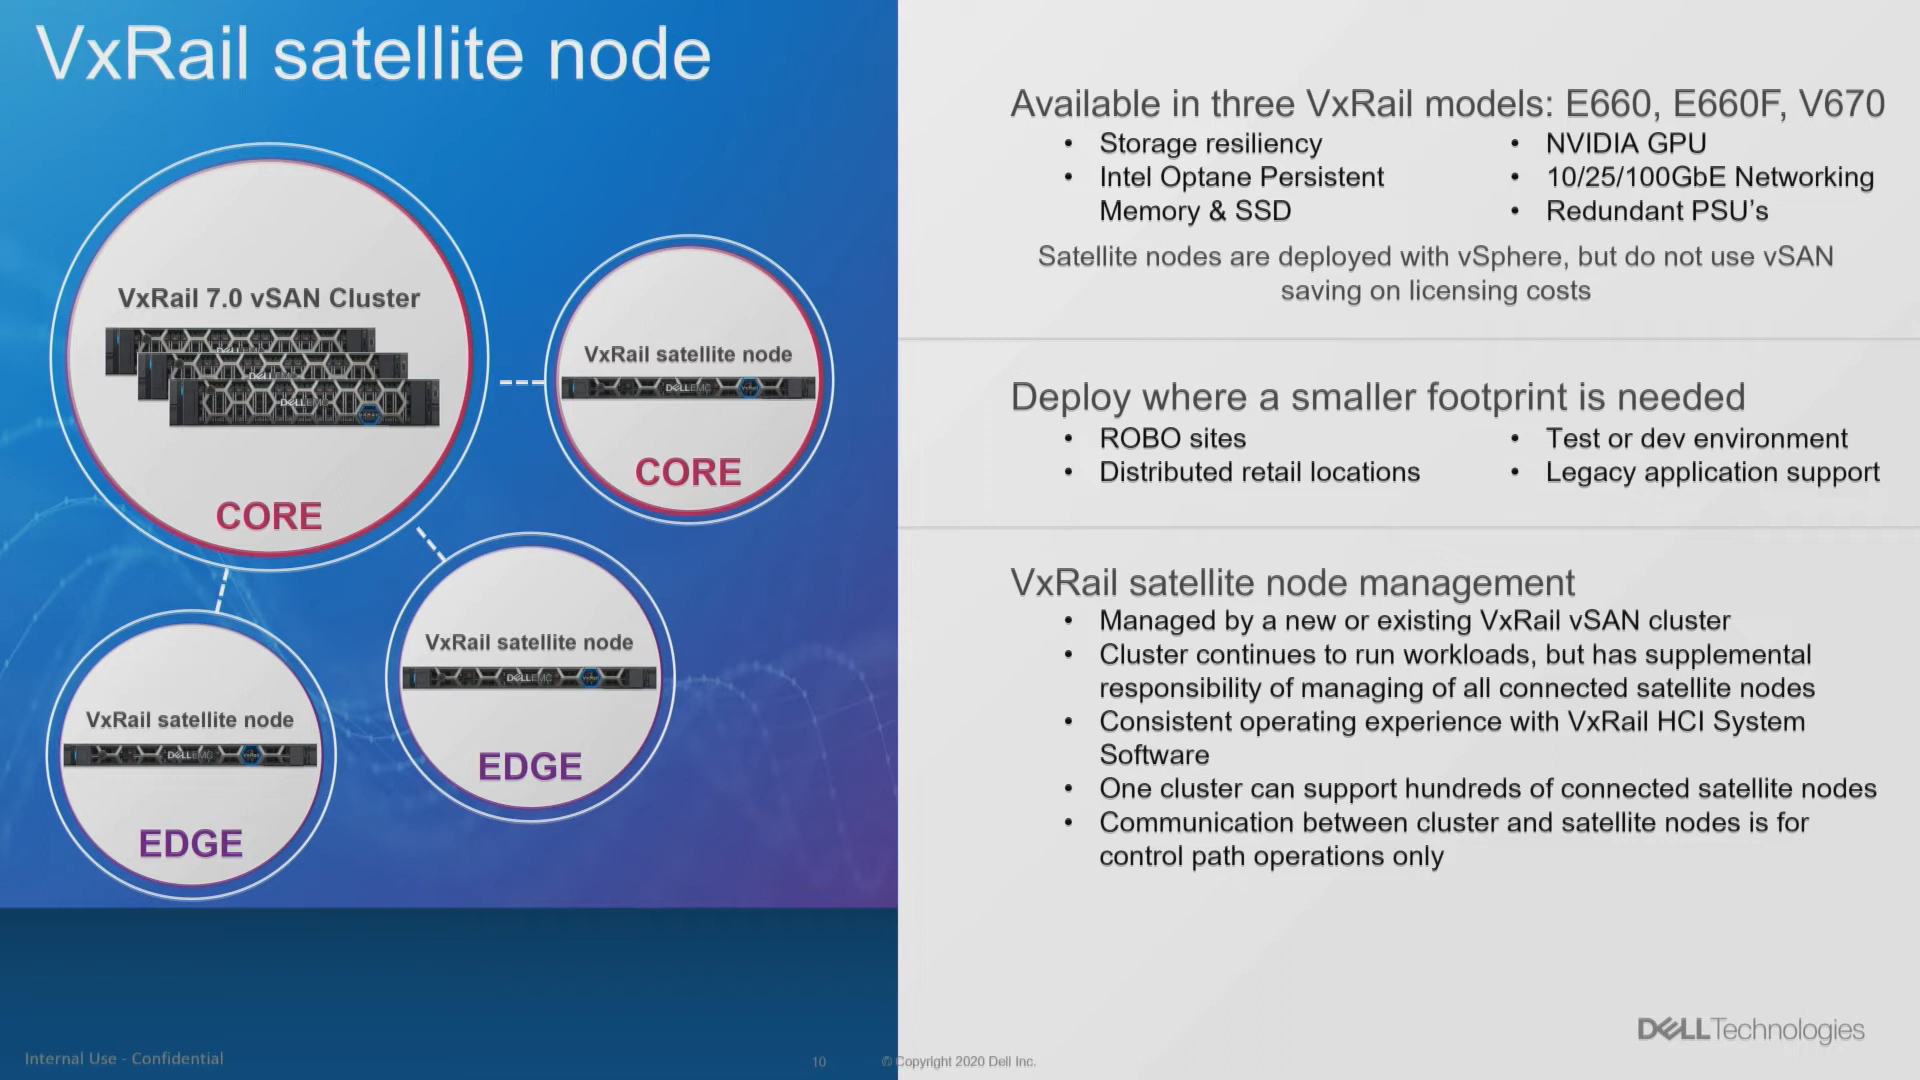 VxRail satellite node
VxRail 7.0 vSAN Cluster
DELLEMC
CORE
VxRail satellite node
DELLEMC
CORE
VxRail satellite node
DELLEMC
EDGE
VxRail satellite node
DELLEMC
EDGE
Available in three VxRail models: E660, E660F, V670
• Storage resiliency
• Intel Optane Persistent
Memory & SSD
• NVIDIA GPU
• 10/25/100GbE Networking
• Redundant PSU’s
Satellite nodes are deployed with vSphere, but do not use vSAN
saving on licensing costs
Deploy where a smaller footprint is needed
• ROBO sites
• Distributed retail locations
• Test or dev environment
• Legacy application support
VxRail satellite node management
• Managed by a new or existing VxRail vSAN cluster
• Cluster continues to run workloads, but has supplemental
responsibility of managing of all connected satellite nodes
• Consistent operating experience with VxRail HCI System
Software
• One cluster can support hundreds of connected satellite nodes
• Communication between cluster and satellite nodes is for
control path operations only
DELLTechnologies
Internal Use - Confidential
10
© Copyright 2020 Dell Inc.